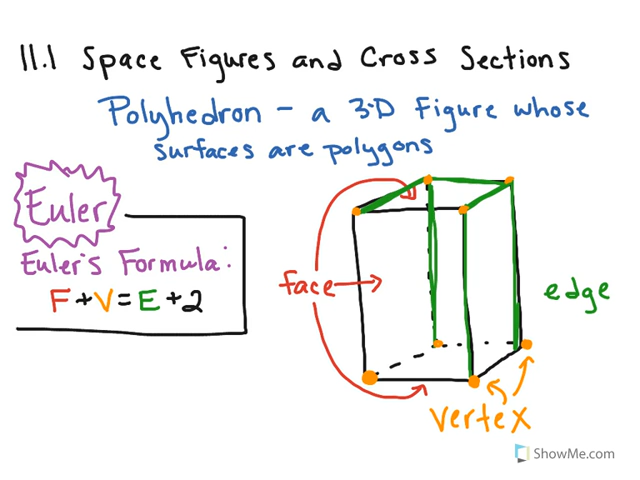 11.1 Space Figures and Cross Sections
Polyhedron – a 3-D Figure whose
surfaces are polygons
Euler
Euler's Formula:
F+V=E+2
face
edge
vertex
ShowMe.com